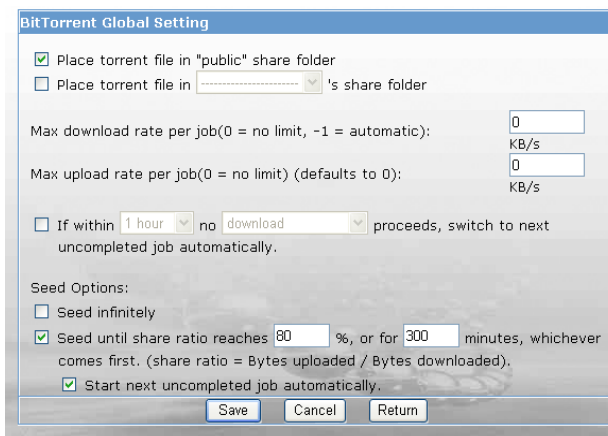 BitTorrent Global Setting
Place torrent file in "public" share folder
Place torrent file in ---------------------- 's share folder
Max download rate per job(0 = no limit, -1 = automatic): 0
KB/s
Max upload rate per job(0 = no limit) (defaults to 0): 0
KB/s
If within 1 hour no download proceeds, switch to next
uncompleted job automatically.
Seed Options:
Seed infinitely
Seed until share ratio reaches 80 %, or for 300 minutes, whichever
comes first. (share ratio = Bytes uploaded / Bytes downloaded).
Start next uncompleted job automatically.
Save Cancel Return